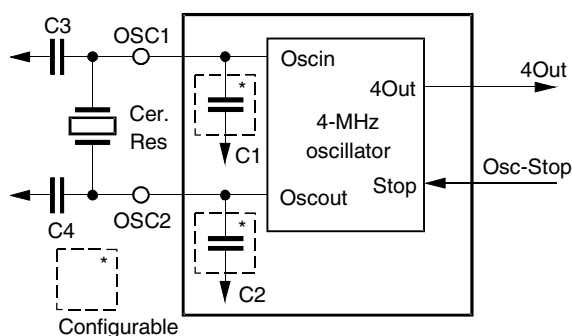 C3
OSC1
Oscin
*
4Out
4Out
Cer.
Res
4-MHz
oscillator
C1
Osc-Stop
Stop
Oscout
OSC2
C4
*
*
C2
Configurable